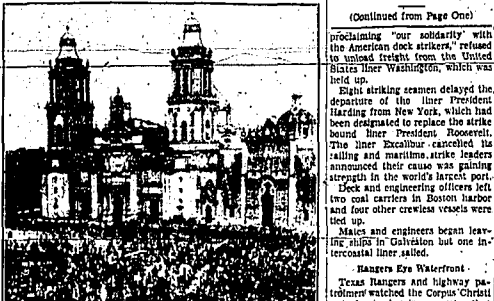 (Continued from Page One)
proclaiming "our solidarity" with
the American dock strikers," refused
to unload freight from the United
States liner Washington, which was
held up.
Eight striking seamen delayed the
departure of the liner President
Harding from New York, which had
been designated to replace the strike
bound liner President Roosevelt.
The liner Excalibur cancelled its
sailing and maritime strike leaders
announced their cause was gaining
strength in the world's largest port.
Deck and engineering officers left
two coal carriers in Boston harbor
and four other crewless vessels were
tied up.
Mates and engineers began leav-
ing ships in Galveston but one in-
tercoastal liner sailed.
Rangers Eye Waterfront
Texas Rangers and highway pa-
trolmen watched the Corpus Christi